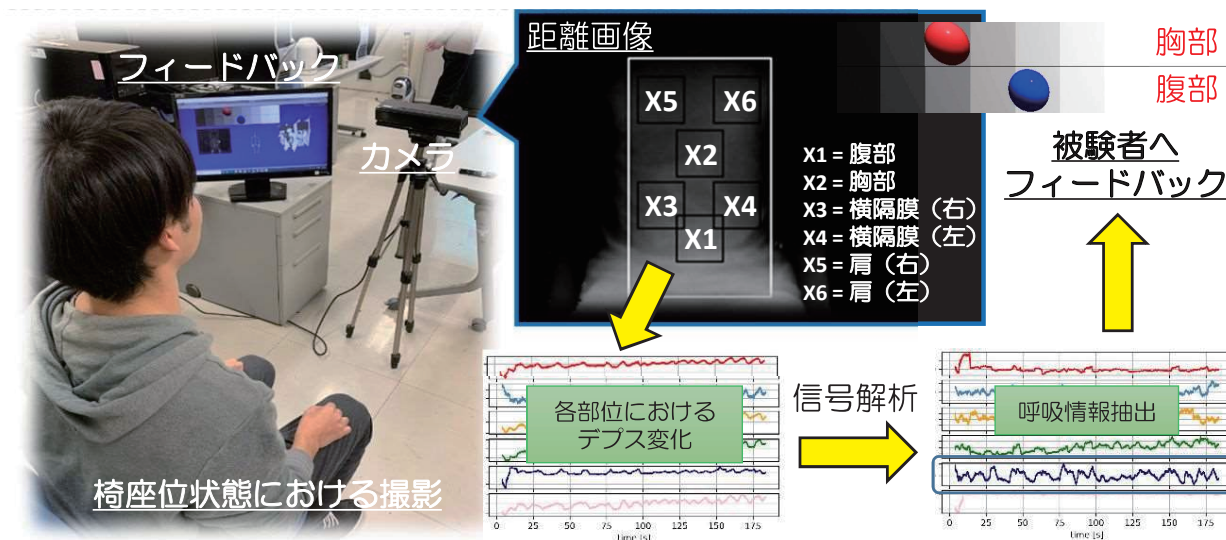 フィードバック
カメラ
椅座位状態における撮影
距離画像
X5
X6
X2
X3
X4
X1
X1 = 腹部
X2 = 胸部
X3 = 横隔膜（右）
X4 = 横隔膜（左）
X5 = 肩（右）
X6 = 肩（左）
胸部
腹部
被験者へ
フィードバック
各部位における
デプス変化
0 25 50 75 100 125 150 175
time [s]
信号解析
呼吸情報抽出
0 25 50 75 100 125 150 175
time [s]